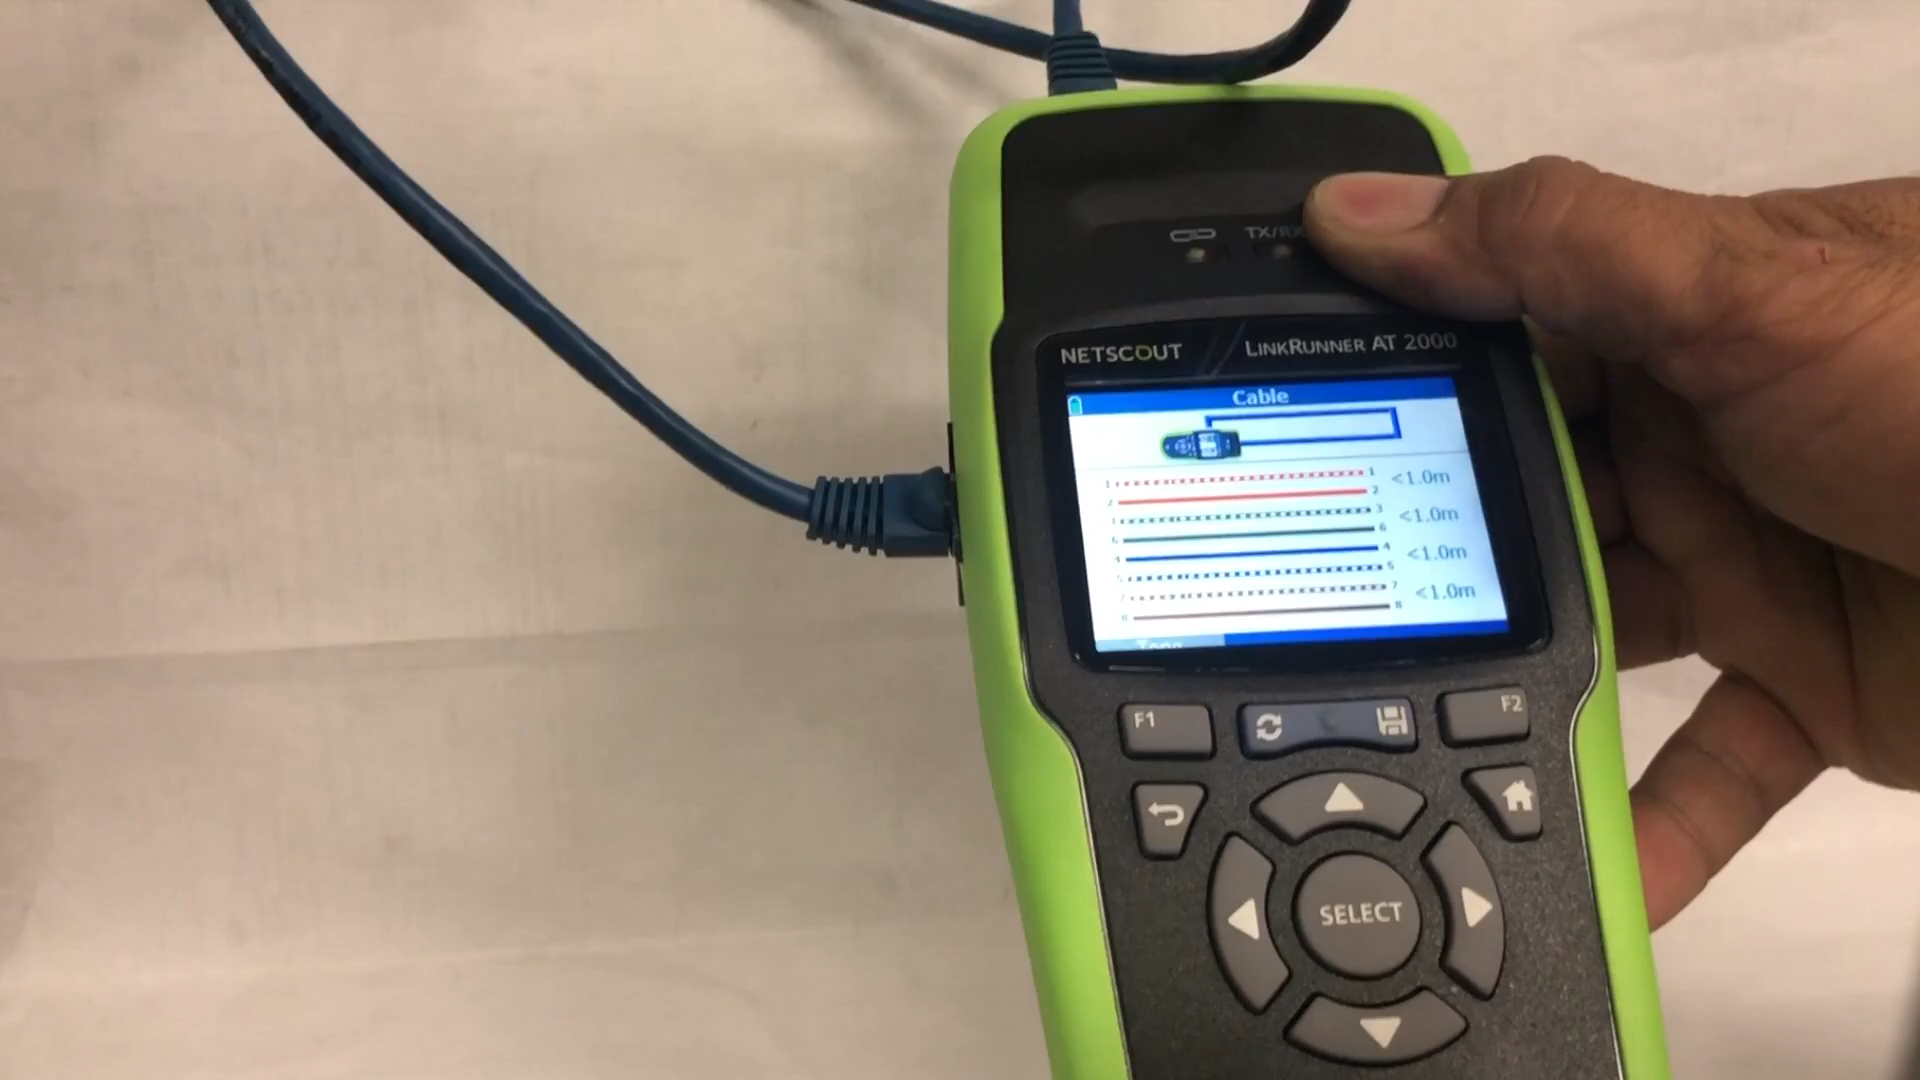 TX/RX
NETSCOUT LINKRUNNER AT 2000
Cable
1 1 <1.0m
2 2
3 <1.0m
6 6
4 4 <1.0m
5 5
7 7 <1.0m
8 8
Tone
F1 F2
SELECT